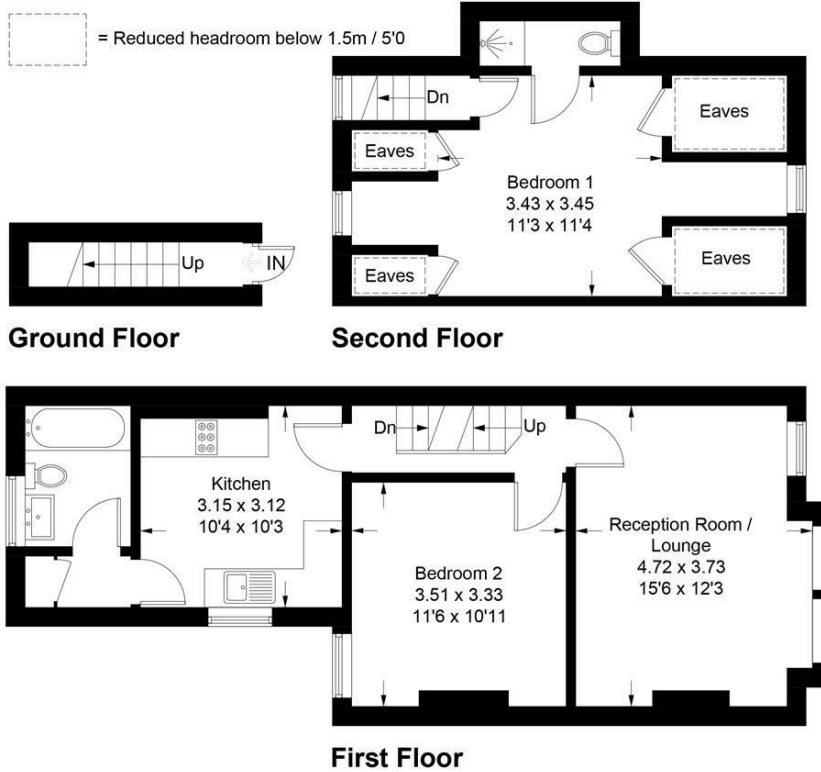 = Reduced headroom below 1.5m / 5'0
Dn
Eaves
Eaves
Bedroom 1
3.43 x 3.45
11'3 x 11'4
Eaves
Eaves
Up
IN
Ground Floor
Second Floor
Dn
Up
Kitchen
3.15 x 3.12
10'4 x 10'3
Bedroom 2
3.51 x 3.33
11'6 x 10'11
Reception Room /
Lounge
4.72 x 3.73
15'6 x 12'3
First Floor